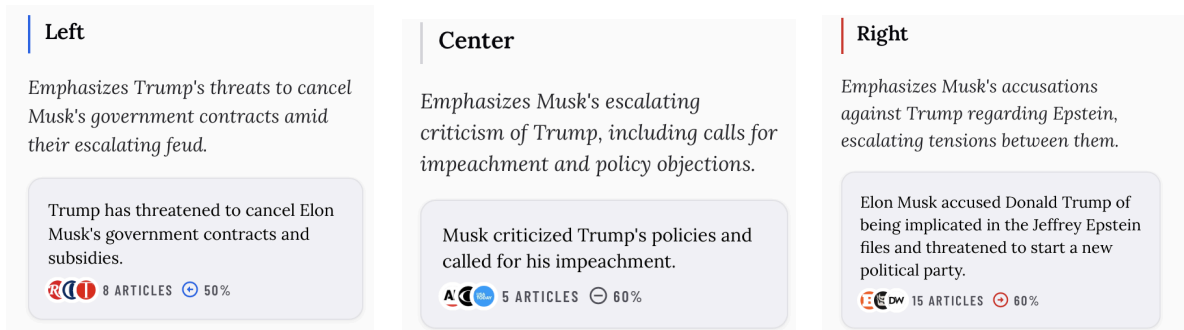 Left
Emphasizes Trump's threats to cancel
Musk's government contracts amid
their escalating feud.
Trump has threatened to cancel Elon
Musk's government contracts and
subsidies.
8 ARTICLES 50%
Center
Emphasizes Musk's escalating
criticism of Trump, including calls for
impeachment and policy objections.
Musk criticized Trump's policies and
called for his impeachment.
USA TODAY 5 ARTICLES 60%
Right
Emphasizes Musk's accusations
against Trump regarding Epstein,
escalating tensions between them.
Elon Musk accused Donald Trump of
being implicated in the Jeffrey Epstein
files and threatened to start a new
political party.
DW 15 ARTICLES 60%